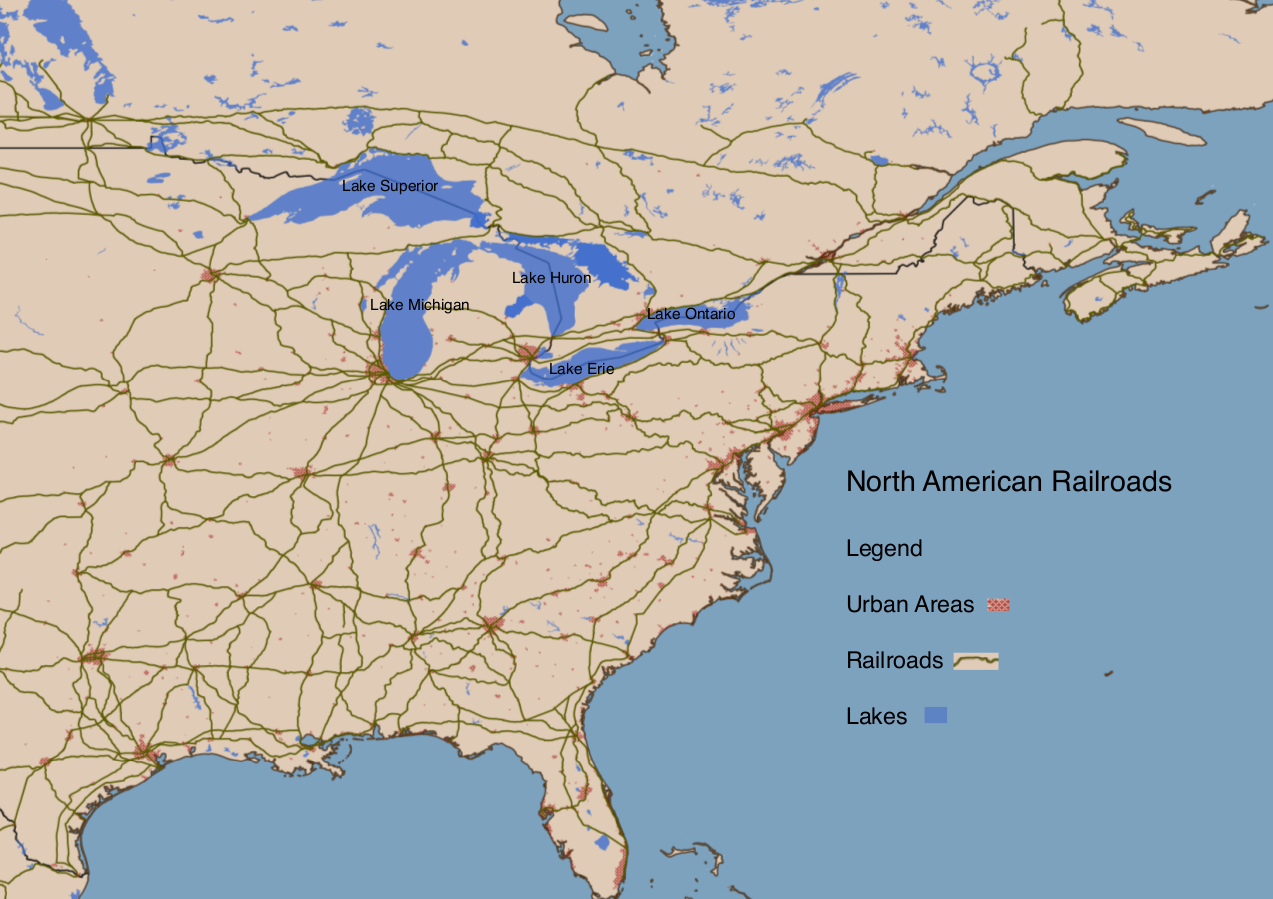 Lake Superior
Lake Huron
Lake Michigan
Lake Ontario
Lake Erie
North American Railroads
Legend
Urban Areas
Railroads
Lakes